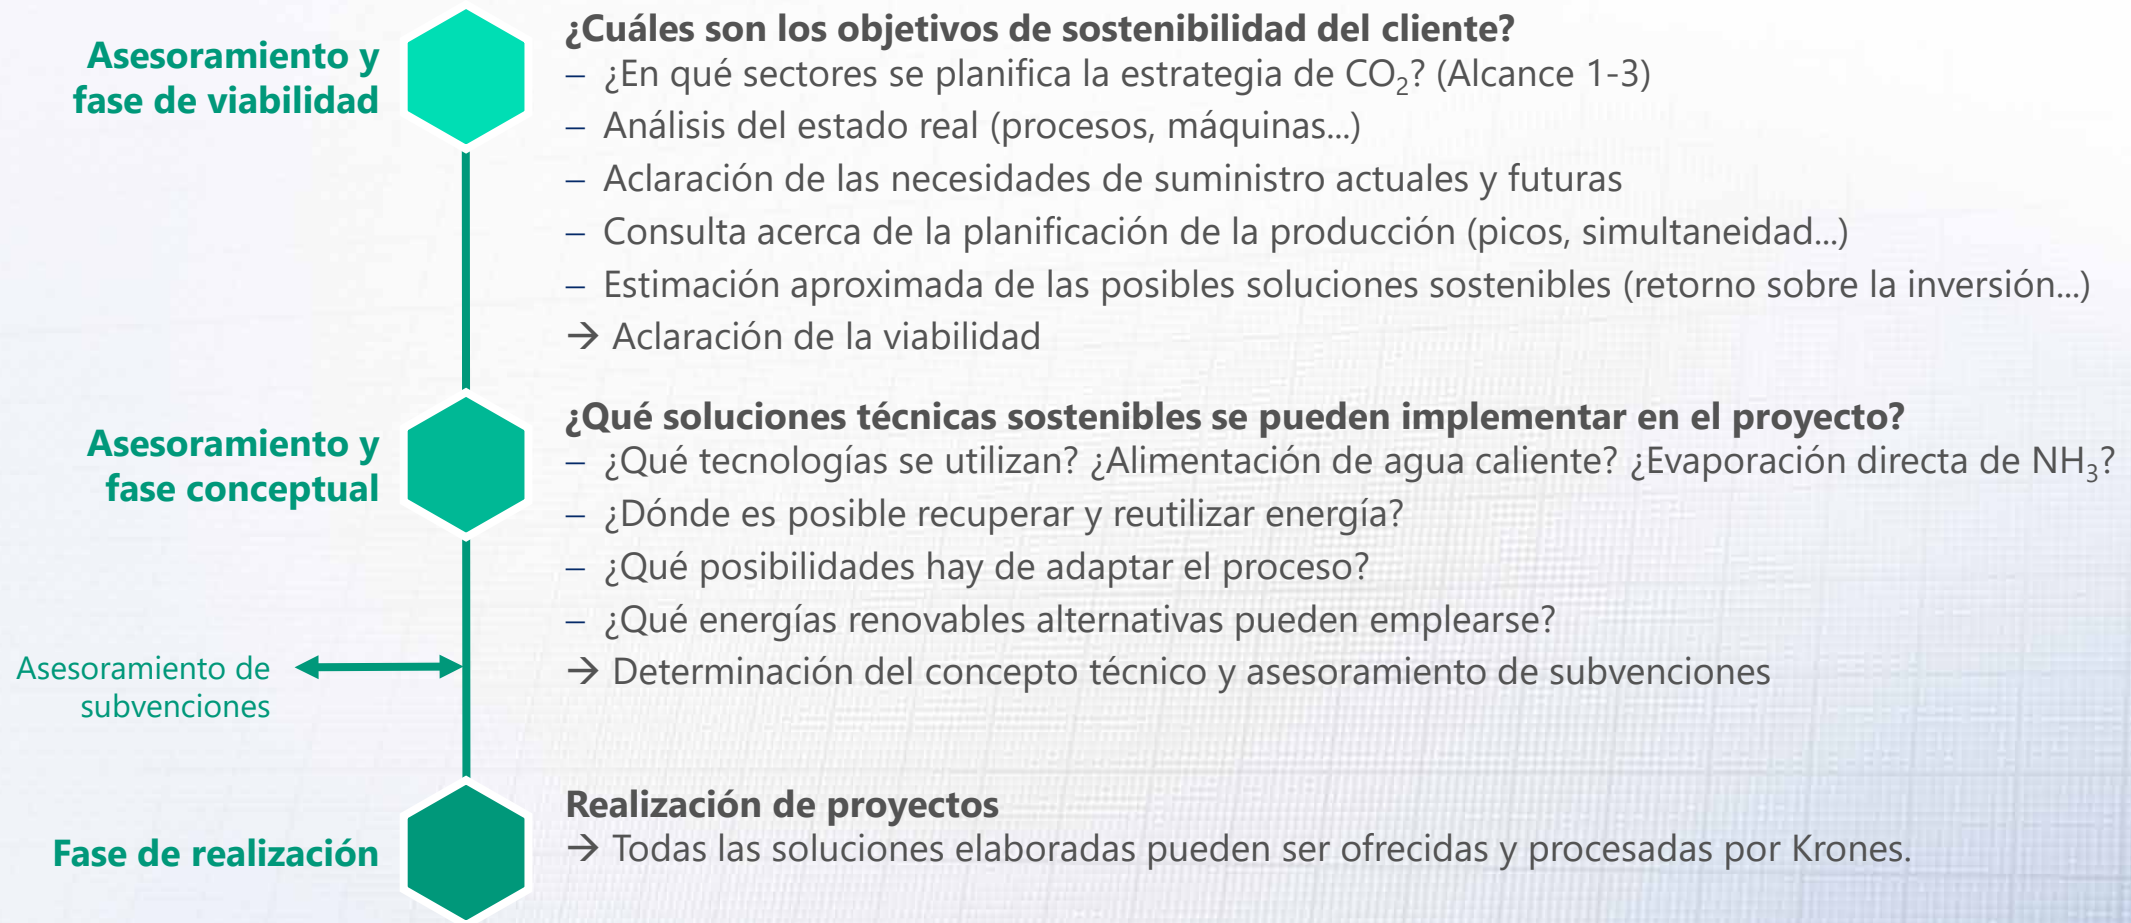 Asesoramiento y
fase de viabilidad
¿Cuáles son los objetivos de sostenibilidad del cliente?
– ¿En qué sectores se planifica la estrategia de CO₂? (Alcance 1-3)
– Análisis del estado real (procesos, máquinas...)
– Aclaración de las necesidades de suministro actuales y futuras
– Consulta acerca de la planificación de la producción (picos, simultaneidad...)
– Estimación aproximada de las posibles soluciones sostenibles (retorno sobre la inversión...)
→ Aclaración de la viabilidad
Asesoramiento y
fase conceptual
¿Qué soluciones técnicas sostenibles se pueden implementar en el proyecto?
– ¿Qué tecnologías se utilizan? ¿Alimentación de agua caliente? ¿Evaporación directa de NH₃?
– ¿Dónde es posible recuperar y reutilizar energía?
– ¿Qué posibilidades hay de adaptar el proceso?
– ¿Qué energías renovables alternativas pueden emplearse?
→ Determinación del concepto técnico y asesoramiento de subvenciones
Asesoramiento de
subvenciones
Fase de realización
Realización de proyectos
→ Todas las soluciones elaboradas pueden ser ofrecidas y procesadas por Krones.